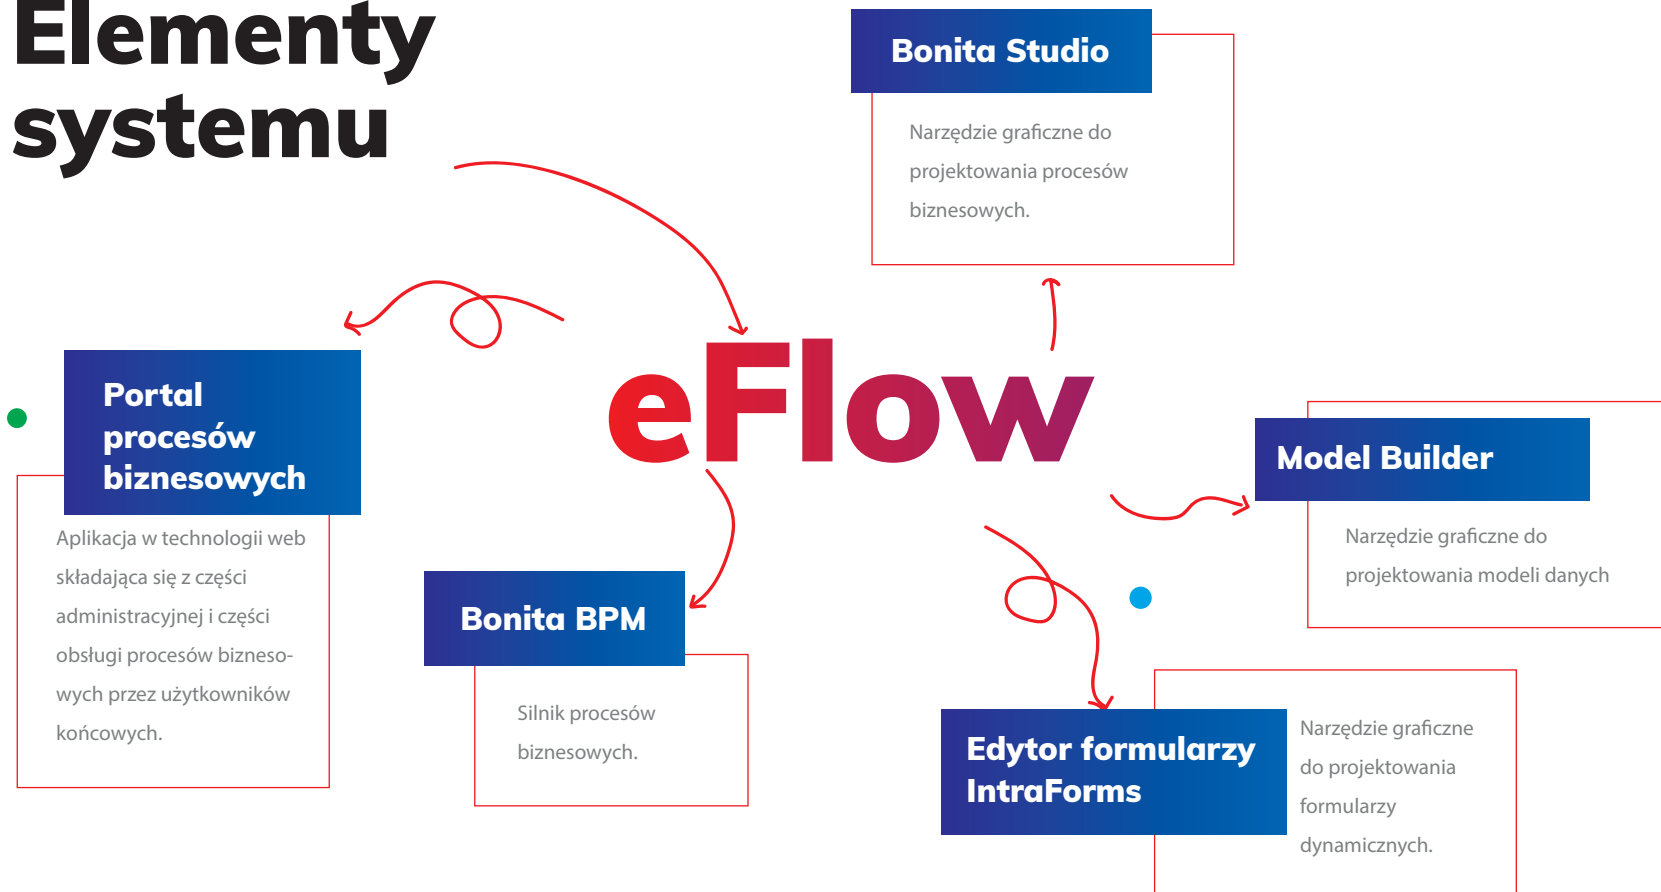 Elementy
systemu
Bonita Studio
Narzędzie graficzne do
projektowania procesów
biznesowych.
eFlow
Portal
procesów
biznesowych
Aplikacja w technologii web
składająca się z części
administracyjnej i części
obsługi procesów bizneso-
wych przez użytkowników
końcowych.
Bonita BPM
Silnik procesów
biznesowych.
Model Builder
Narzędzie graficzne do
projektowania modeli danych
Edytor formularzy
IntraForms
Narzędzie graficzne
do projektowania
formularzy
dynamicznych.